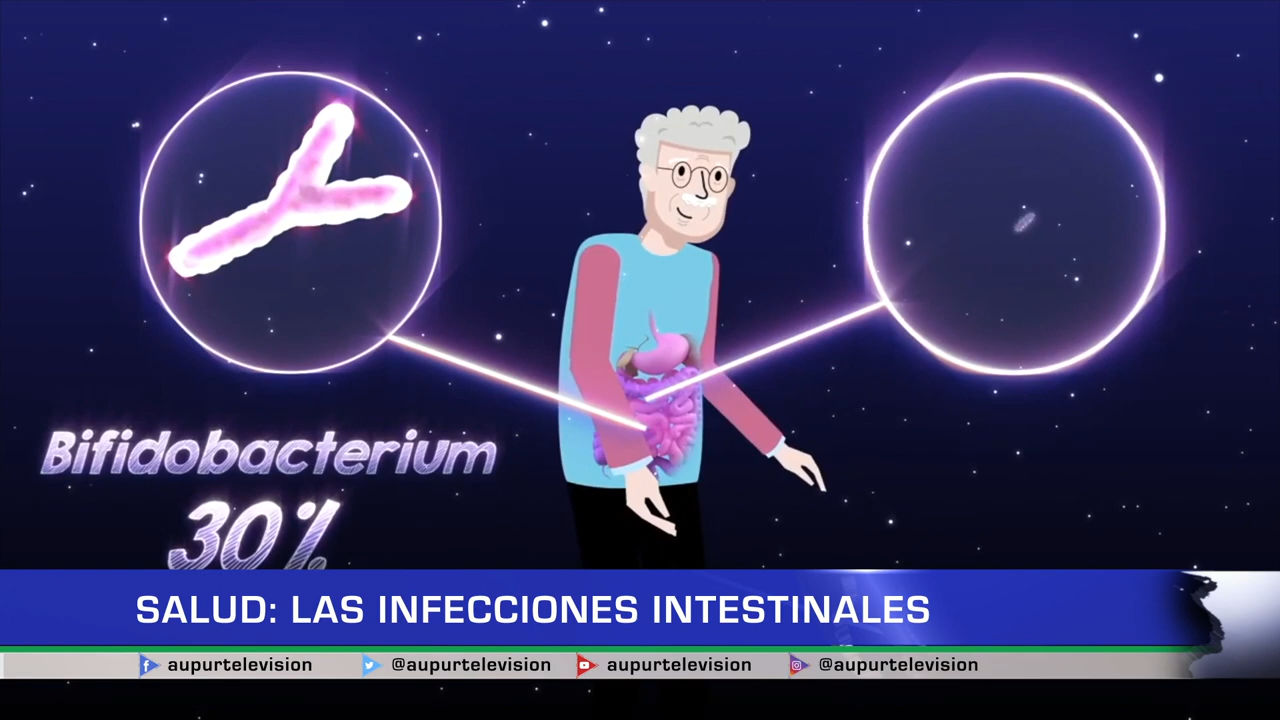 Bifidobacterium
30%
SALUD: LAS INFECCIONES INTESTINALES
aupurtelevision @aupurtelevision aupurtelevision @aupurtelevision